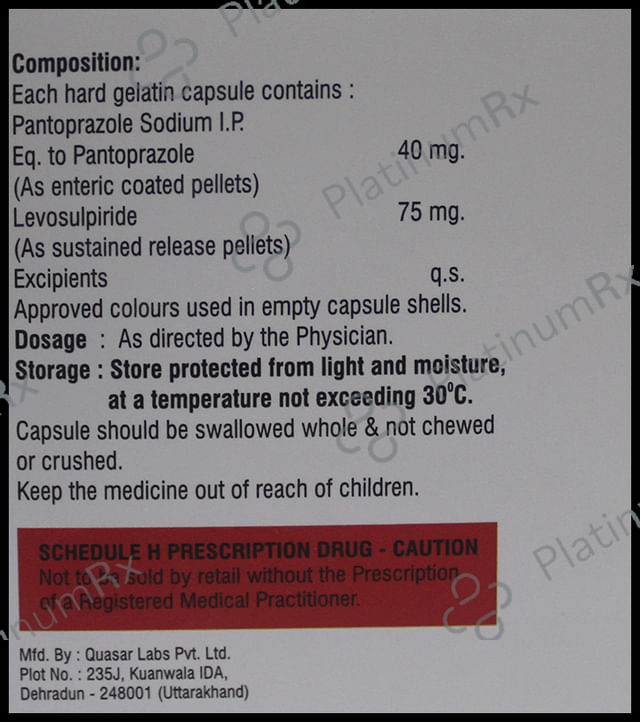 Composition:
Each hard gelatin capsule contains :
Pantoprazole Sodium I.P.
Eq. to Pantoprazole 40 mg.
(As enteric coated pellets)
Levosulpiride 75 mg.
(As sustained release pellets)
Excipients q.s.
Approved colours used in empty capsule shells.
Dosage : As directed by the Physician.
Storage : Store protected from light and moisture,
at a temperature not exceeding 30⁰C.
Capsule should be swallowed whole & not chewed
or crushed.
Keep the medicine out of reach of children.
SCHEDULE H PRESCRIPTION DRUG - CAUTION
Not to be sold by retail without the Prescription
of a Registered Medical Practitioner.
Mfd. By : Quasar Labs Pvt. Ltd.
Plot No. : 235J, Kuanwala IDA,
Dehradun - 248001 (Uttarakhand)
PlatinumRx
PlatinumRx